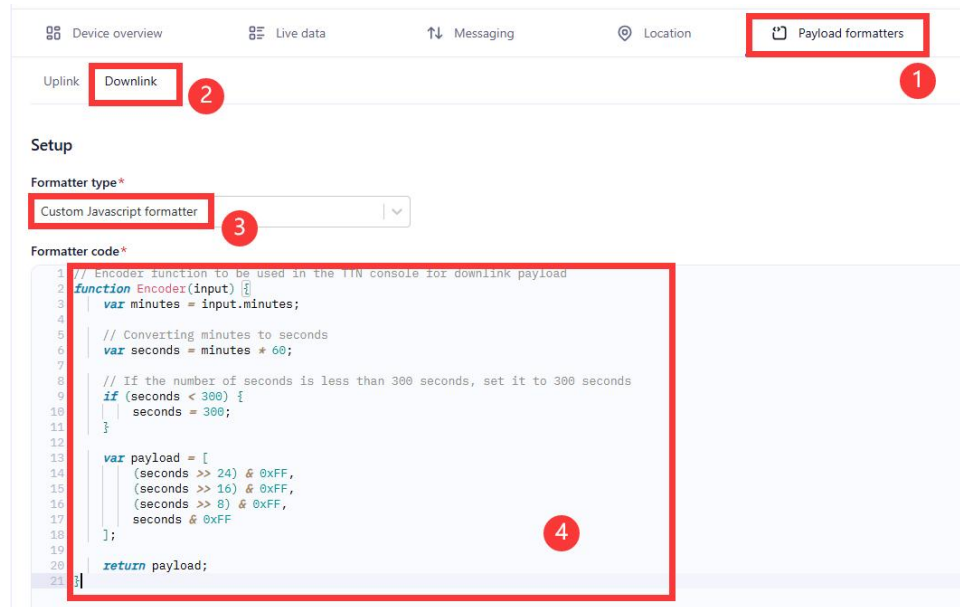 Device overview
Live data
Messaging
Location
Payload formatters
1
Uplink
Downlink
2
Setup
Formatter type*
Custom Javascript formatter
3
Formatter code*
1 // Encoder function to be used in the TTN console for downlink payload
2 function Encoder(input) {
3 var minutes = input.minutes;
4
5 // Converting minutes to seconds
6 var seconds = minutes * 60;
7
8 // If the number of seconds is less than 300 seconds, set it to 300 seconds
9 if (seconds < 300) {
10 seconds = 300;
11 }
12
13 var payload = [
14 (seconds >> 24) & 0xFF,
15 (seconds >> 16) & 0xFF,
16 (seconds >> 8) & 0xFF,
17 seconds & 0xFF
18 ];
19
20 return payload;
21 }
4